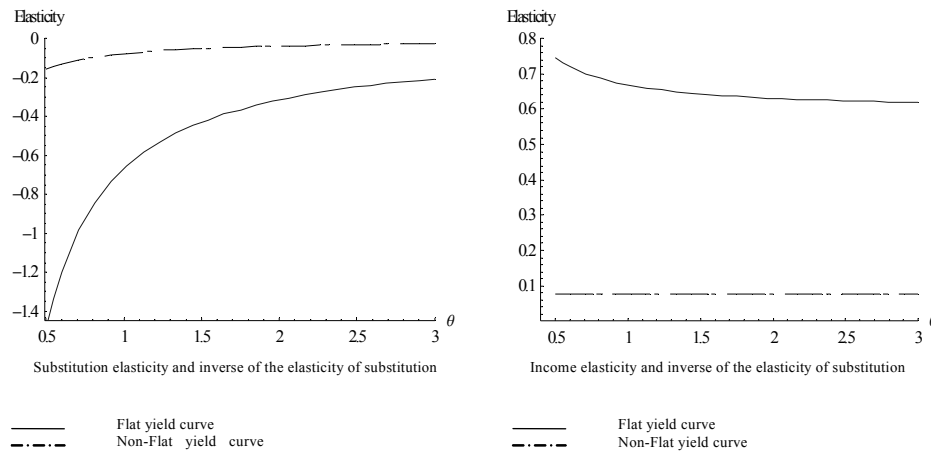 Elasticity
0
−0.2
−0.4
−0.6
−0.8
−1
−1.2
−1.4
0.5 1 1.5 2 2.5 3 θ
Substitution elasticity and inverse of the elasticity of substitution
Flat yield curve
Non-Flat yield curve
Elasticity
0.8
0.7
0.6
0.5
0.4
0.3
0.2
0.1
0.5 1 1.5 2 2.5 3
Income elasticity and inverse of the elasticity of substitution
Flat yield curve
Non-Flat yield curve